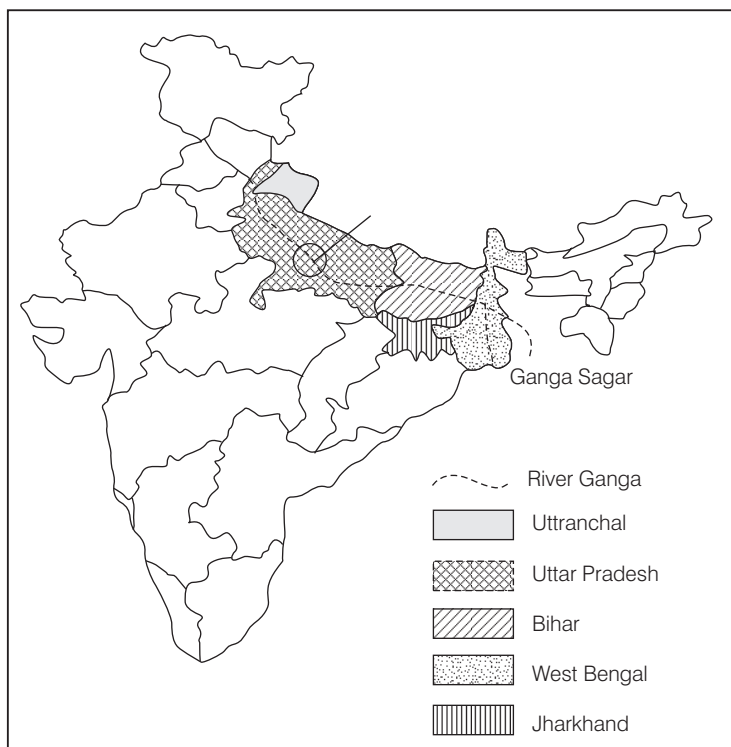 Ganga Sagar
River Ganga
Uttranchal
Uttar Pradesh
Bihar
West Bengal
Jharkhand